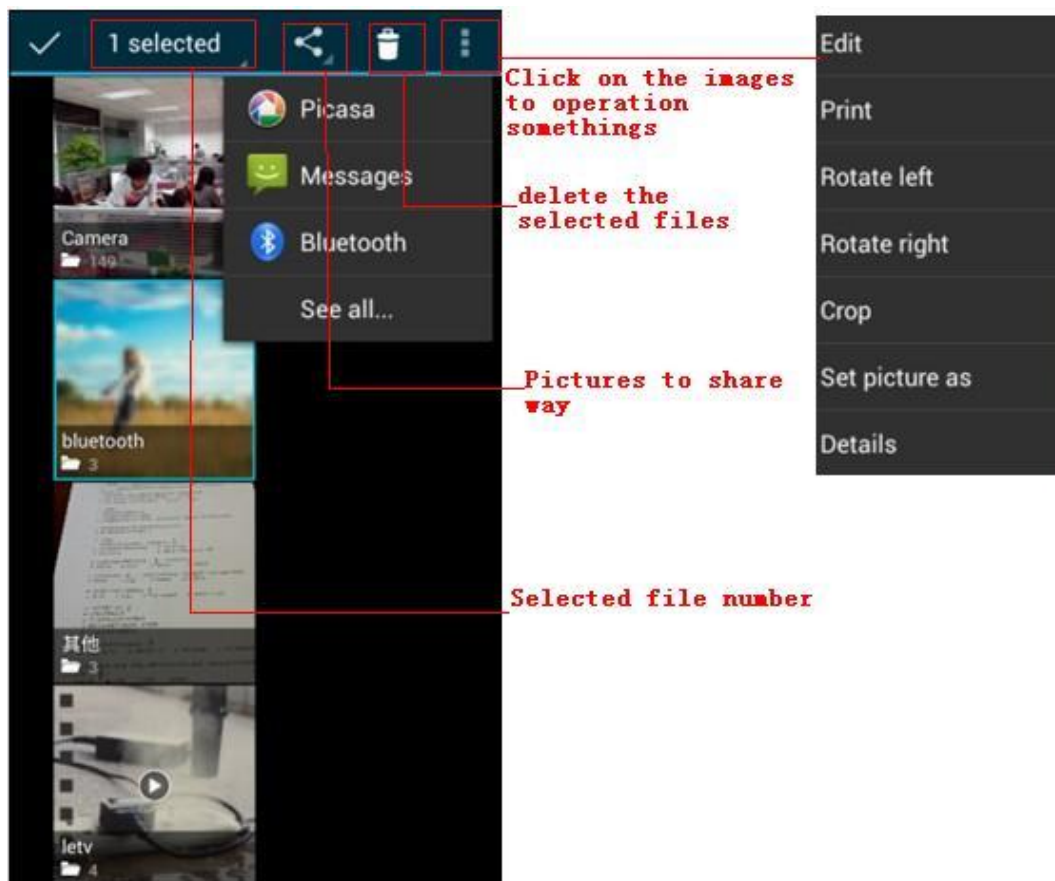 1 selected
Picasa
Messages
Bluetooth
See all...
Camera
149
bluetooth
3
其他
3
letv
4
Click on the images
to operation
somethings
delete the
selected files
Pictures to share
way
Selected file number
Edit
Print
Rotate left
Rotate right
Crop
Set picture as
Details